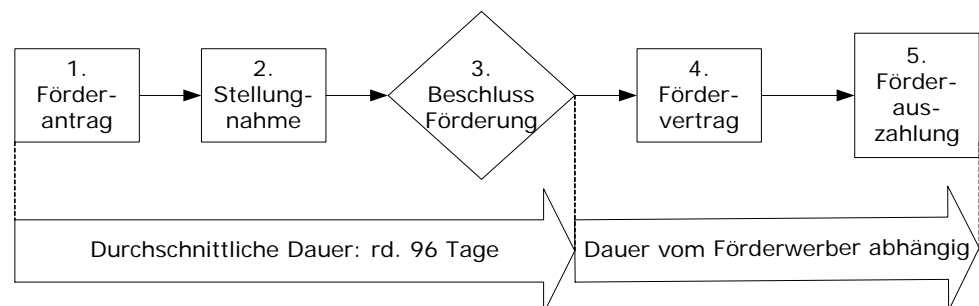 1.
Förder-
antrag
2.
Stellung-
nahme
3.
Beschluss
Förderung
4.
Förder-
vertrag
5.
Förder-
aus-
zahlung
Durchschnittliche Dauer: rd. 96 Tage
Dauer vom Förderwerber abhängig